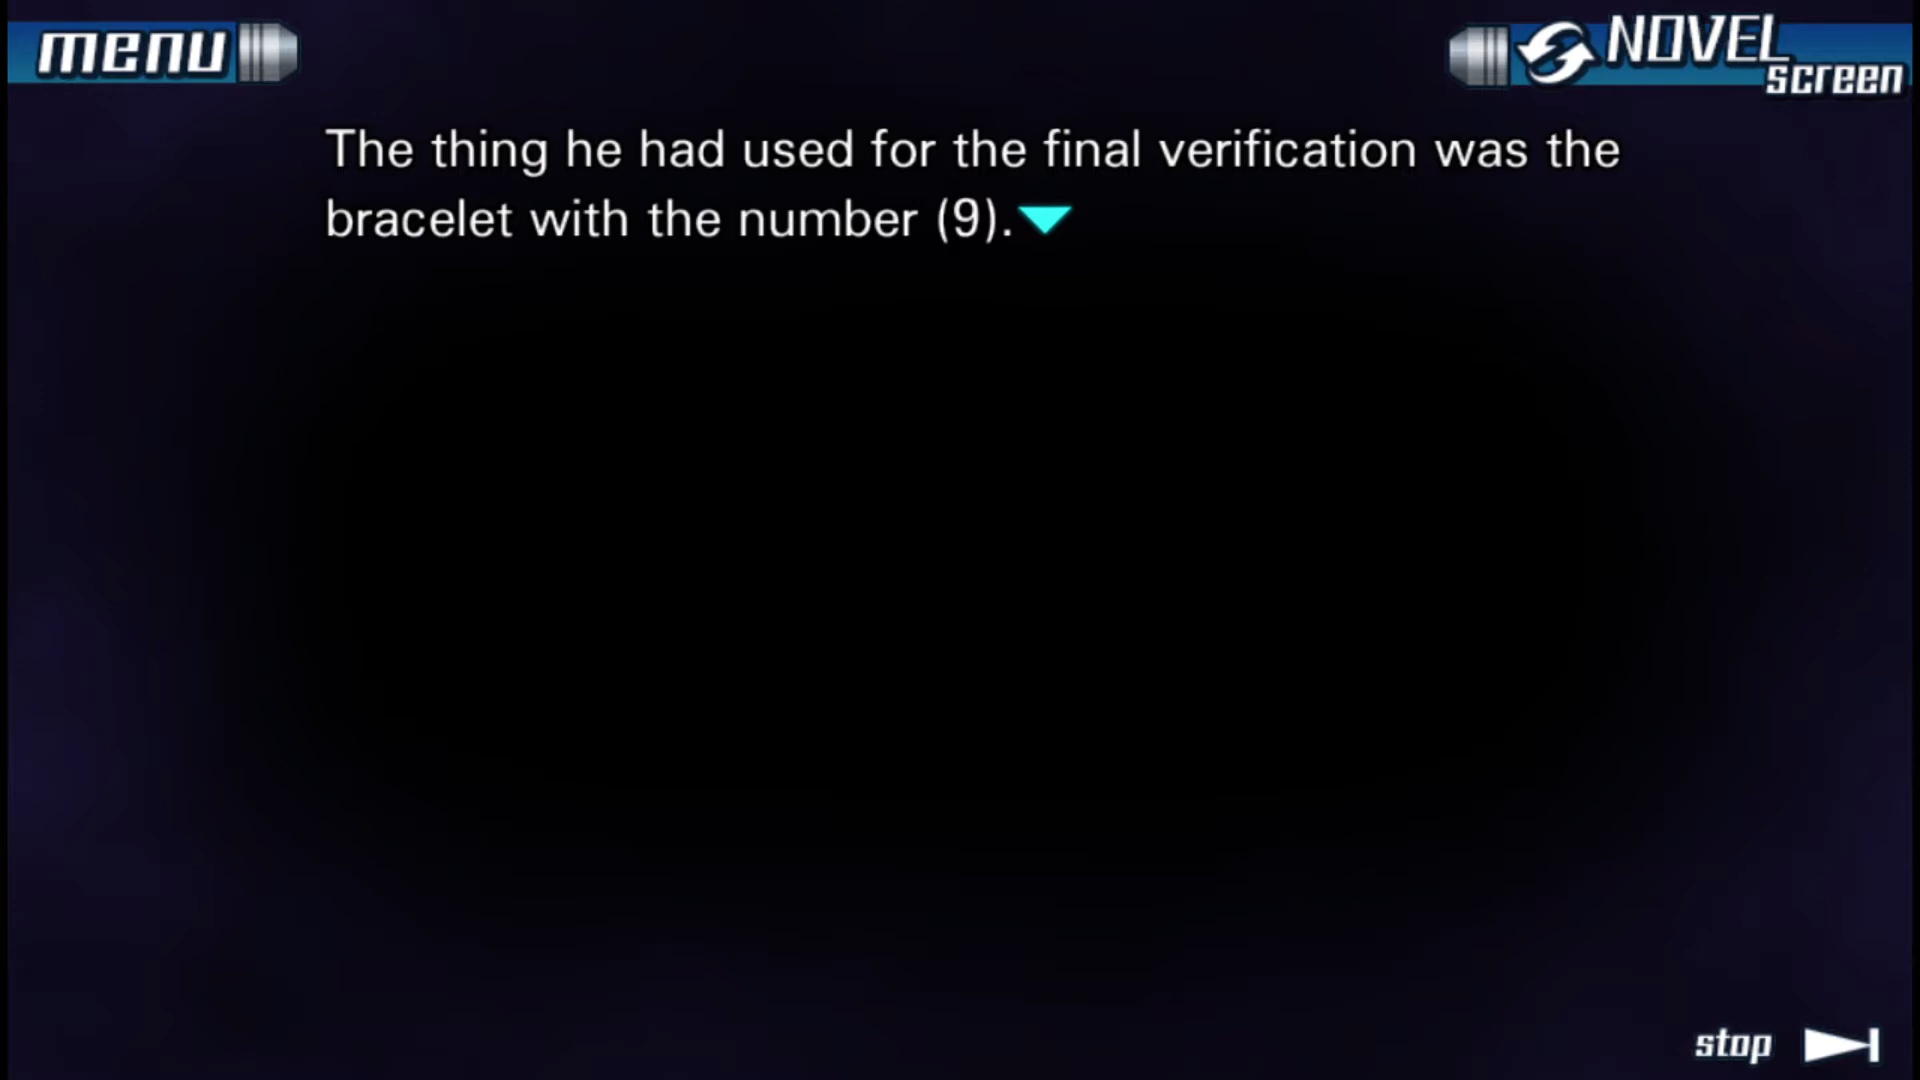 menu
NOVEL
screen
The thing he had used for the final verification was the
bracelet with the number (9).
stop